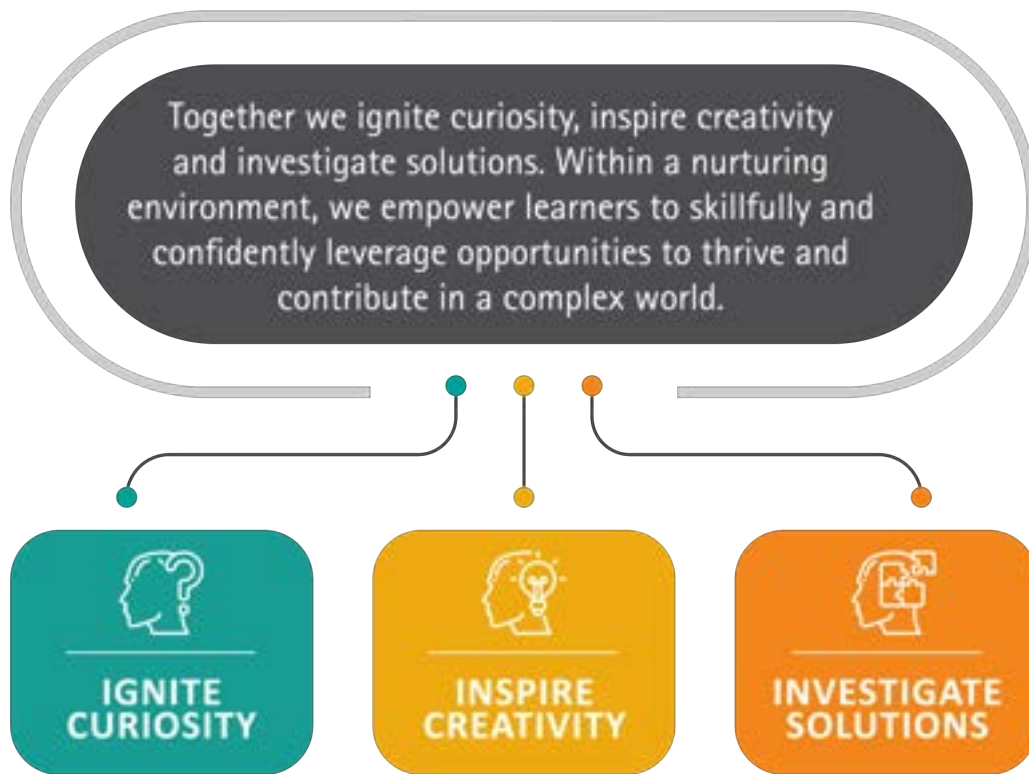 Together we ignite curiosity, inspire creativity
and investigate solutions. Within a nurturing
environment, we empower learners to skillfully and
confidently leverage opportunities to thrive and
contribute in a complex world.
IGNITE
CURIOSITY
INSPIRE
CREATIVITY
INVESTIGATE
SOLUTIONS